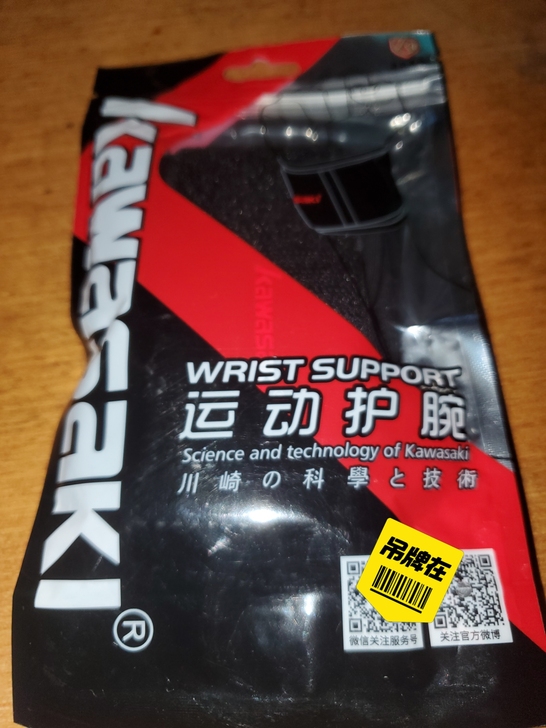 Kawasaki®
WRIST SUPPORT
运动护腕
Science and technology of Kawasaki
川崎の科學と技術
吊牌在
微信关注服务号
关注官方微博